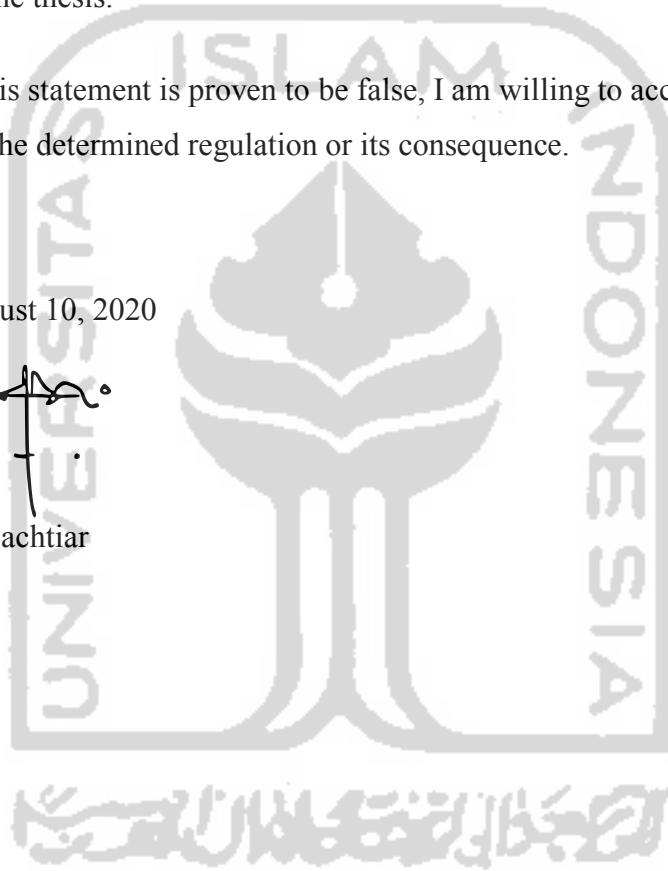 he thesis.
ISLAM
is statement is proven to be false, I am willing to acc
he determined regulation or its consequence.
UNIVERSITAS
INDONESIA
ust 10, 2020
achtiar